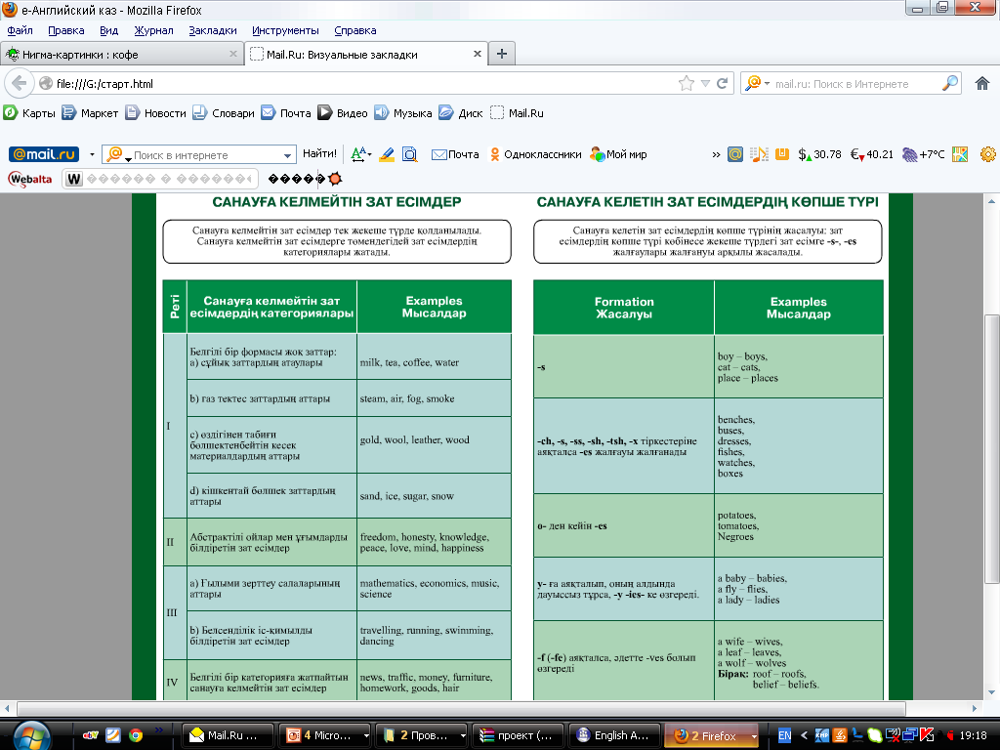 e-Английский каз - Mozilla Firefox
Файл Правка Вид Журнал Закладки Инструменты Справка
Нигма-картинки : кофе
Mail.Ru: Визуальные закладки
file:///G:/старт.html
mail.ru: Поиск в Интернете
Карты Маркет Новости Словари Почта Видео Музыка Диск Mail.Ru
@mail.ru Поиск в интернете Найти! Почта Одноклассники Мой мир » $ 30.78 € 40.21 +7°C
Webalta W
САНАУҒА КЕЛМЕЙТІН ЗАТ ЕСІМДЕР
Санауға келмейтін зат есімдер тек жекеше түрде қолданылады.
Санауға келмейтін зат есімдерге төмендегідей зат есімдердің
категориялары жатады.
Реті
Санауға келмейтін зат
есімдердің категориялары
Examples
Мысалдар
I
Белгілі бір формасы жоқ заттар:
a) сұйық заттардың атаулары
milk, tea, coffee, water
b) газ тектес заттардың аттары
steam, air, fog, smoke
c) өздігінен табиғи
бөлшектенбейтін кесек
материалдардың аттары
gold, wool, leather, wood
d) кішкентай бөлшек заттардың
аттары
sand, ice, sugar, snow
II
Абстрактілі ойлар мен ұғымдарды
білдіретін зат есімдер
freedom, honesty, knowledge,
peace, love, mind, happiness
III
a) Ғылыми зерттеу салаларының
аттары
mathematics, economics, music,
science
b) Белсенділік іс-қимылды
білдіретін зат есімдер
travelling, running, swimming,
dancing
IV
Белгілі бір категорияға жатпайтын
санауға келмейтін зат есімдер
news, traffic, money, furniture,
homework, goods, hair
САНАУҒА КЕЛЕТІН ЗАТ ЕСІМДЕРДІҢ КӨПШЕ ТҮРІ
Санауға келетін зат есімдердің көпше түрінің жасалуы: зат
есімдердің көпше түрі көбінесе жекеше түрдегі зат есімге -s-, -es
жалғаулары жалғануы арқылы жасалады.
Formation
Жасалуы
Examples
Мысалдар
-s
boy – boys,
cat – cats,
place – places
-ch, -s, -ss, -sh, -tsh, -x тіркестеріне
аяқталса -es жалғауы жалғанады
benches,
buses,
dresses,
fishes,
watches,
boxes
o- ден кейін -es
potatoes,
tomatoes,
Negroes
y- ға аяқталып, оның алдында
дауыссыз тұрса, -y -ies- ке өзгереді.
a baby – babies,
a fly – flies,
a lady – ladies
-f (-fe) аяқталса, әдетте -ves болып
өзгереді
a wife – wives,
a leaf – leaves,
a wolf – wolves
Бірақ: roof – roofs,
belief – beliefs.
Mail.Ru ... 4 Micro... 2 Пров... проект (... English A... 2 Firefox EN 19:18